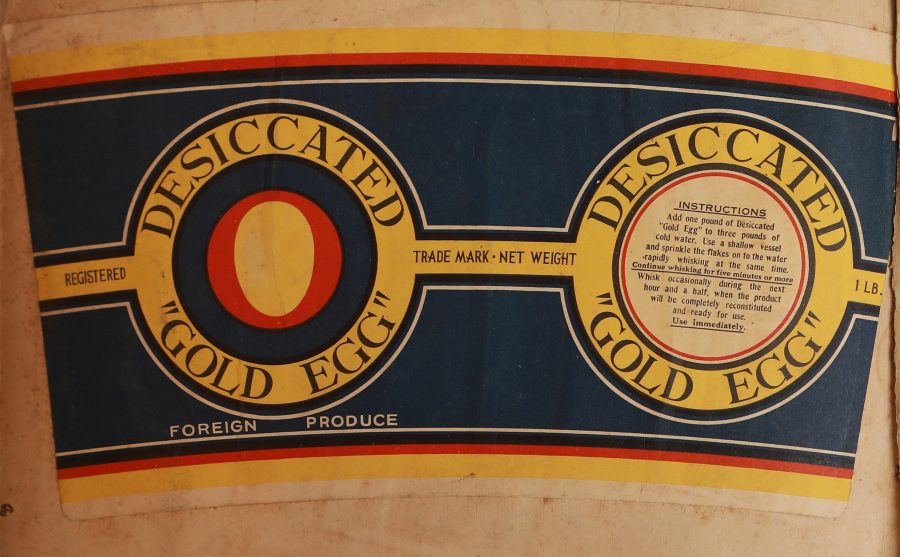 DESICCATED
"GOLD EGG"
REGISTERED
TRADE MARK · NET WEIGHT
1 LB.
FOREIGN PRODUCE
DESICCATED
"GOLD EGG"
INSTRUCTIONS
Add one pound of Desiccated
"Gold Egg" to three pounds of
cold water. Use a shallow vessel
and sprinkle the flakes on to the water
rapidly whisking at the same time.
Continue whisking for five minutes or more
Whisk occasionally during the next
hour and a half, when the product
will be completely reconstituted
and ready for use.
Use immediately.